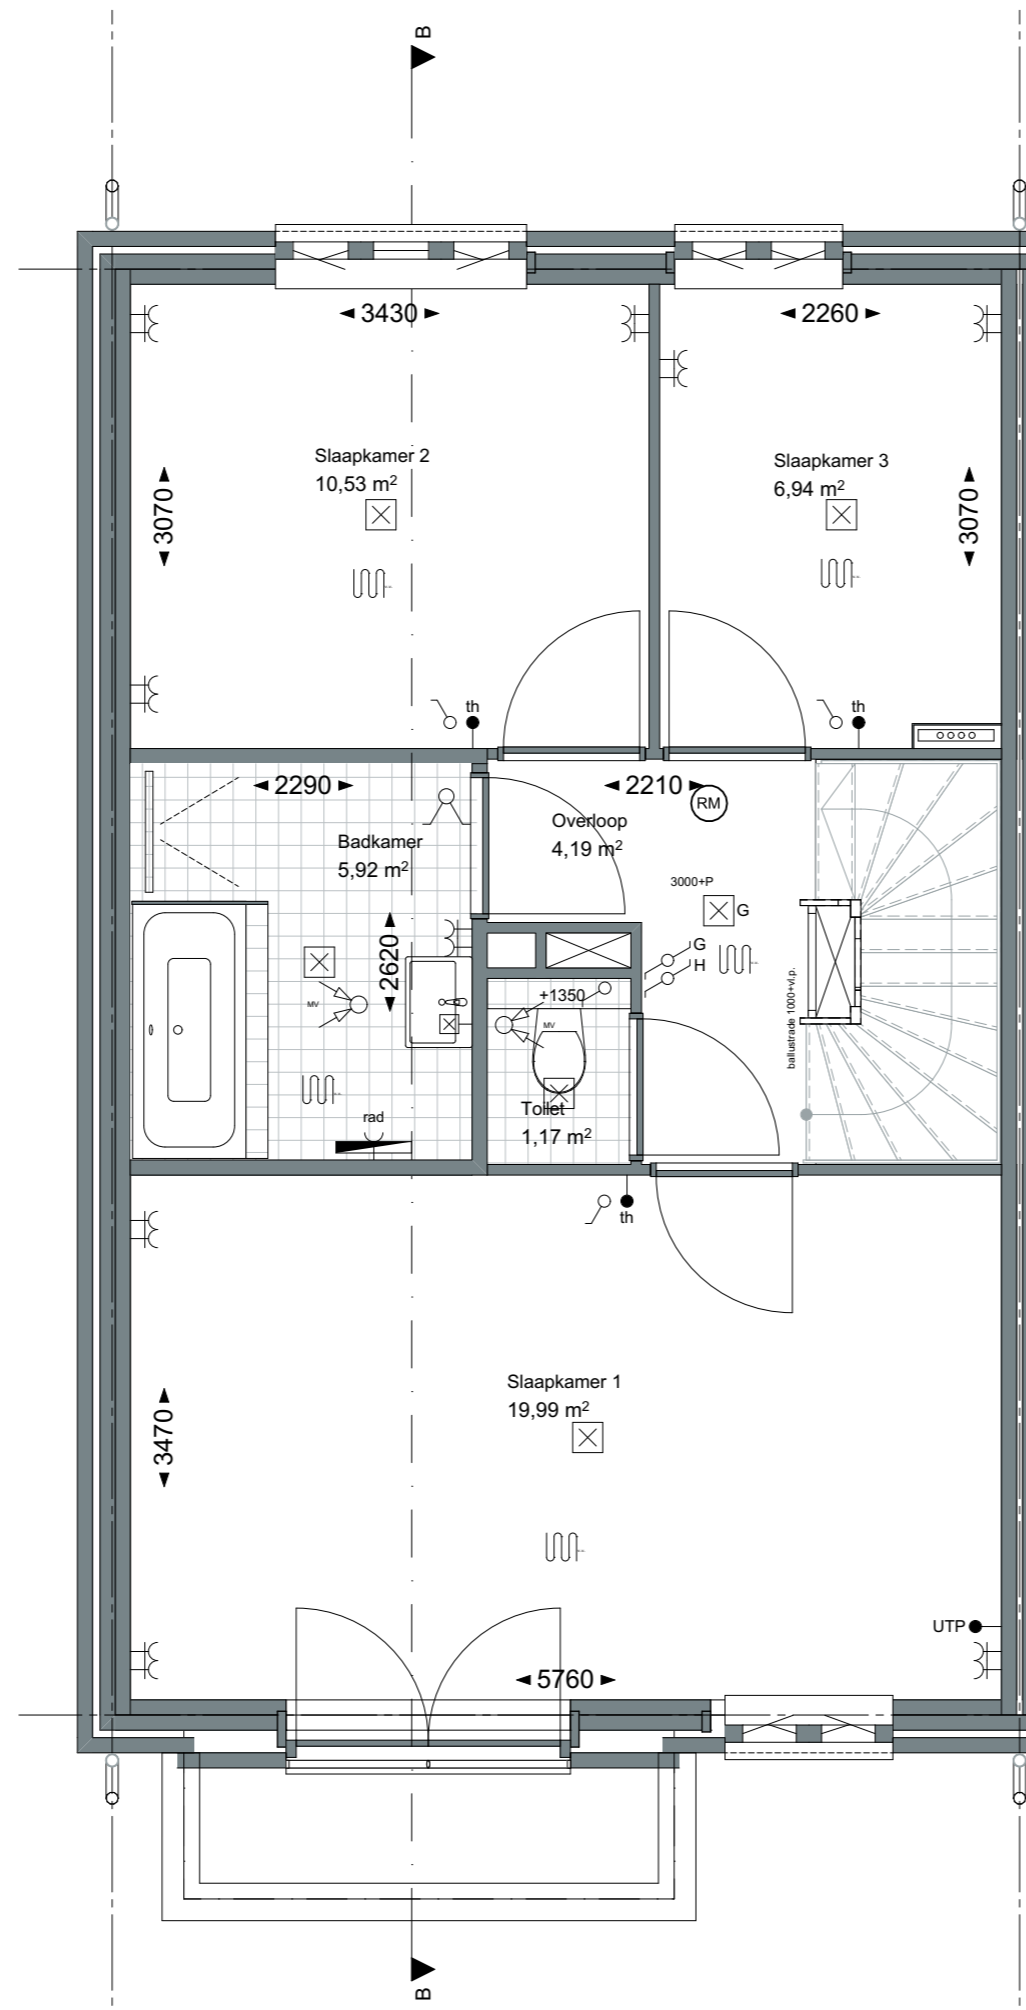 B
3430
2260
Slaapkamer 2
10,53 m²
Slaapkamer 3
6,94 m²
3070
3070
th
th
2290
2210
RM
Badkamer
5,92 m²
Overloop
4,19 m²
3000+P
G
2620
G
H
MV
+1350
MV
ballustrade 1000+vl.p.
rad
Toilet
1,17 m²
th
Slaapkamer 1
19,99 m²
3470
UTP
5760
B